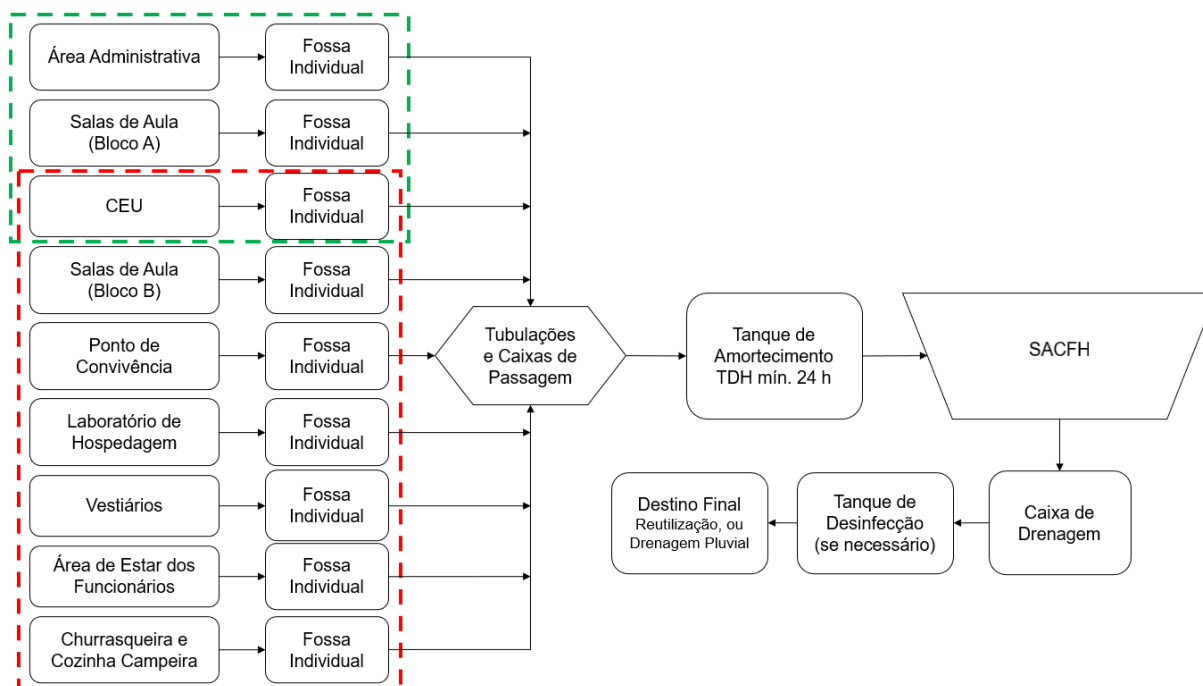 Área Administrativa
Fossa
Individual
Salas de Aula
(Bloco A)
Fossa
Individual
CEU
Fossa
Individual
Salas de Aula
(Bloco B)
Fossa
Individual
Ponto de
Convivência
Fossa
Individual
Laboratório de
Hospedagem
Fossa
Individual
Vestiários
Fossa
Individual
Área de Estar dos
Funcionários
Fossa
Individual
Churrasqueira e
Cozinha Campeira
Fossa
Individual
Tubulações
e Caixas de
Passagem
Tanque de
Amortecimento
TDH mín. 24 h
SACFH
Caixa de
Drenagem
Tanque de
Desinfecção
(se necessário)
Destino Final
Reutilização, ou
Drenagem Pluvial